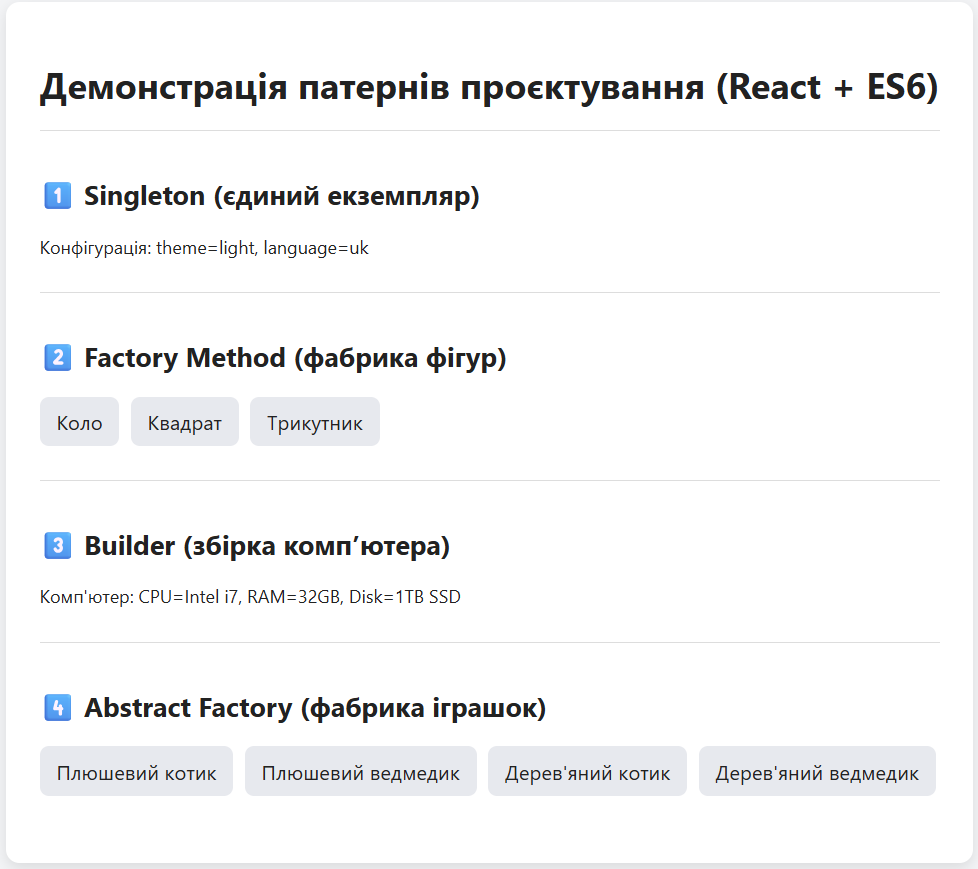 Демонстрація патернів проєктування (React + ES6)
1️⃣ Singleton (єдиний екземпляр)
Конфігурація: theme=light, language=uk
2️⃣ Factory Method (фабрика фігур)
Коло Квадрат Трикутник
3️⃣ Builder (збірка комп’ютера)
Комп'ютер: CPU=Intel i7, RAM=32GB, Disk=1TB SSD
4️⃣ Abstract Factory (фабрика іграшок)
Плюшевий котик Плюшевий ведмедик Дерев'яний котик Дерев'яний ведмедик